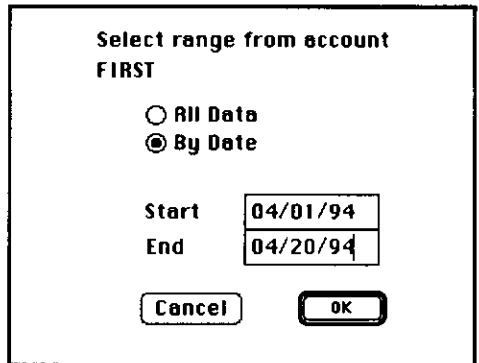 Select range from account
FIRST
All Data
By Date
Start 04/01/94
End 04/20/94
Cancel OK